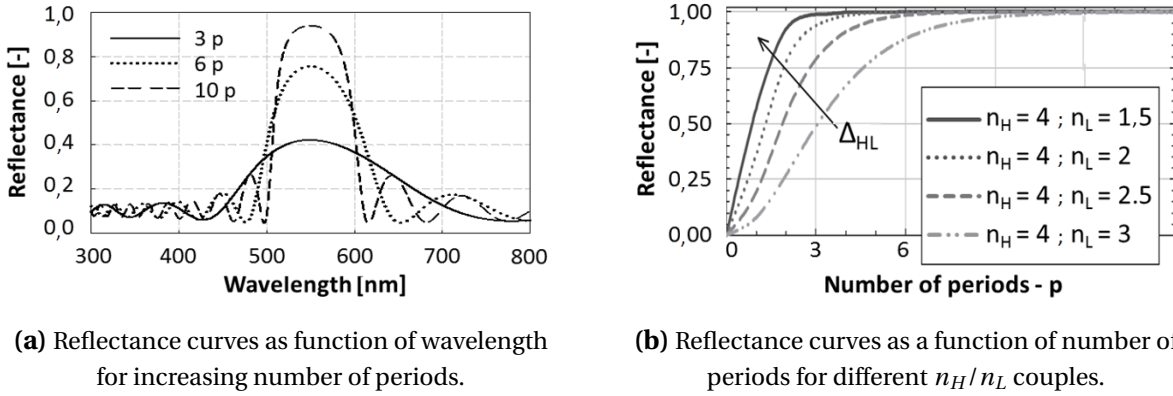 1,0
0,8
0,6
0,4
0,2
0,0
Reflectance [-]
3 p
6 p
10 p
300 400 500 600 700 800
Wavelength [nm]
(a) Reflectance curves as function of wavelength
for increasing number of periods.
1,00
0,75
0,50
0,25
0,00
Reflectance [-]
Δ_HL
n_H = 4 ; n_L = 1,5
n_H = 4 ; n_L = 2
n_H = 4 ; n_L = 2.5
n_H = 4 ; n_L = 3
0 3 6
Number of periods - p
(b) Reflectance curves as a function of number of
periods for different n_H/n_L couples.